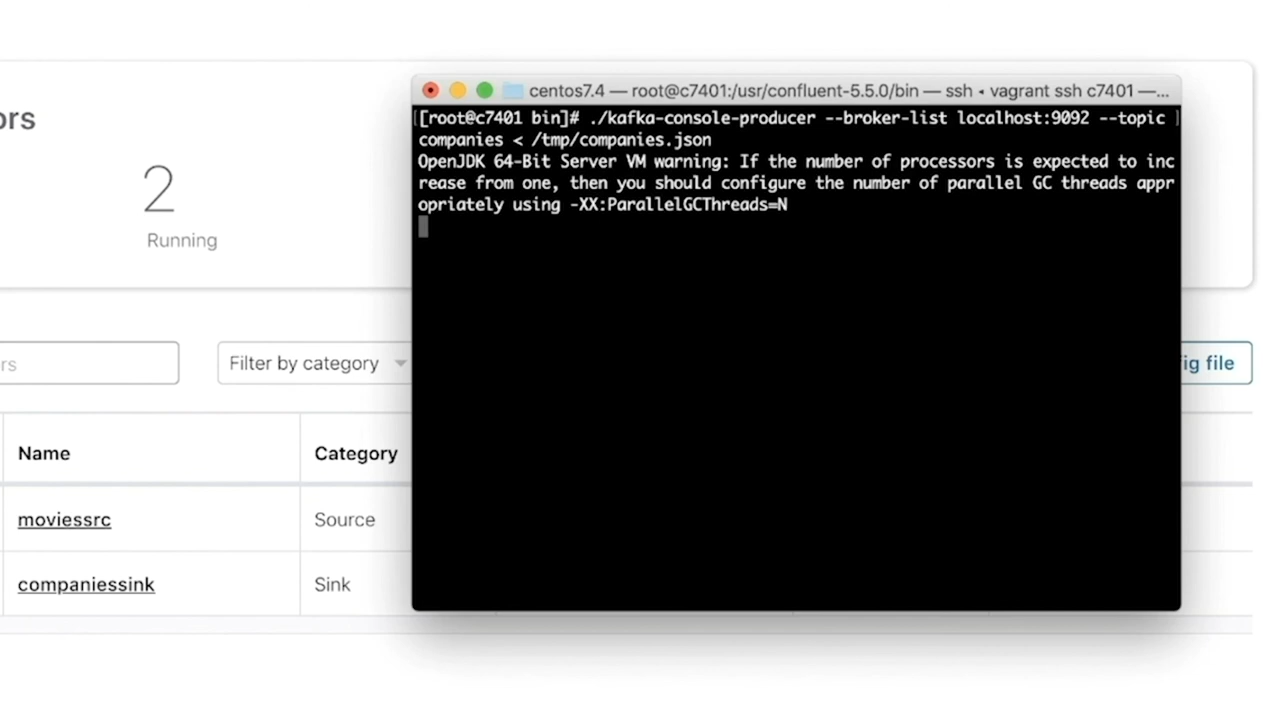 ors
2
Running
rs
Filter by category
ig file
Name
Category
moviessrc
Source
companiessink
Sink
centos7.4 — root@c7401:/usr/confluent-5.5.0/bin — ssh ◂ vagrant ssh c7401 —...
[[root@c7401 bin]# ./kafka-console-producer --broker-list localhost:9092 --topic ]
companies < /tmp/companies.json
OpenJDK 64-Bit Server VM warning: If the number of processors is expected to inc
rease from one, then you should configure the number of parallel GC threads appr
opriately using -XX:ParallelGCThreads=N